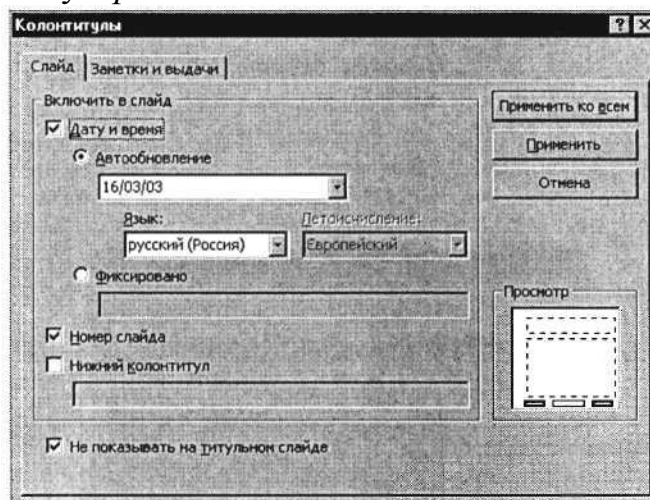 Колонтитулы
Слайд Заметки и выдачи
Включить в слайд
Дату и время
Автообновление
16/03/03
Язык: Летоисчисление:
русский (Россия) Европейский
Фиксировано
Номер слайда
Нижний колонтитул
Не показывать на титульном слайде
Применить ко всем
Применить
Отмена
Просмотр